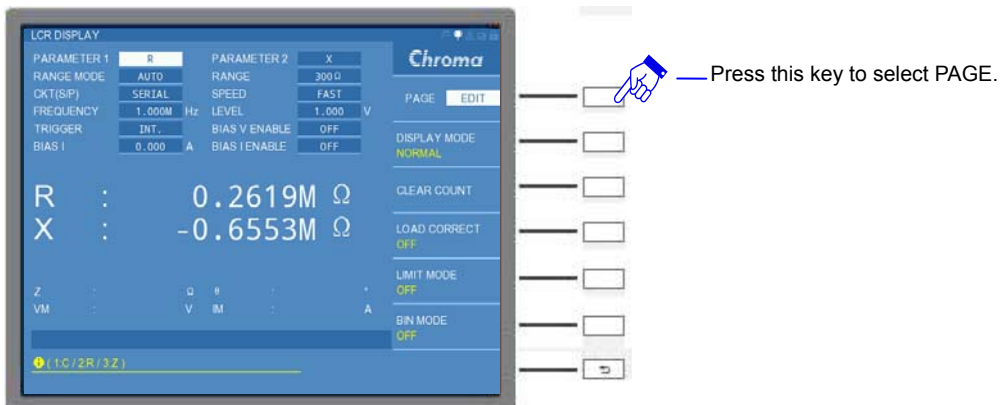 LCR DISPLAY
PARAMETER 1 R PARAMETER 2 X
RANGE MODE AUTO RANGE 300 Ω
CKT(S/P) SERIAL SPEED FAST
FREQUENCY 1.000M Hz LEVEL 1.000 V
TRIGGER INT. BIAS V ENABLE OFF
BIAS I 0.000 A BIAS I ENABLE OFF
R : 0.2619M Ω
X : -0.6553M Ω
Z : Ω θ : °
VM : V IM : A
(1:C / 2:R / 3:Z )
Chroma
PAGE EDIT
DISPLAY MODE
NORMAL
CLEAR COUNT
LOAD CORRECT
OFF
LIMIT MODE
OFF
BIN MODE
OFF
Press this key to select PAGE.